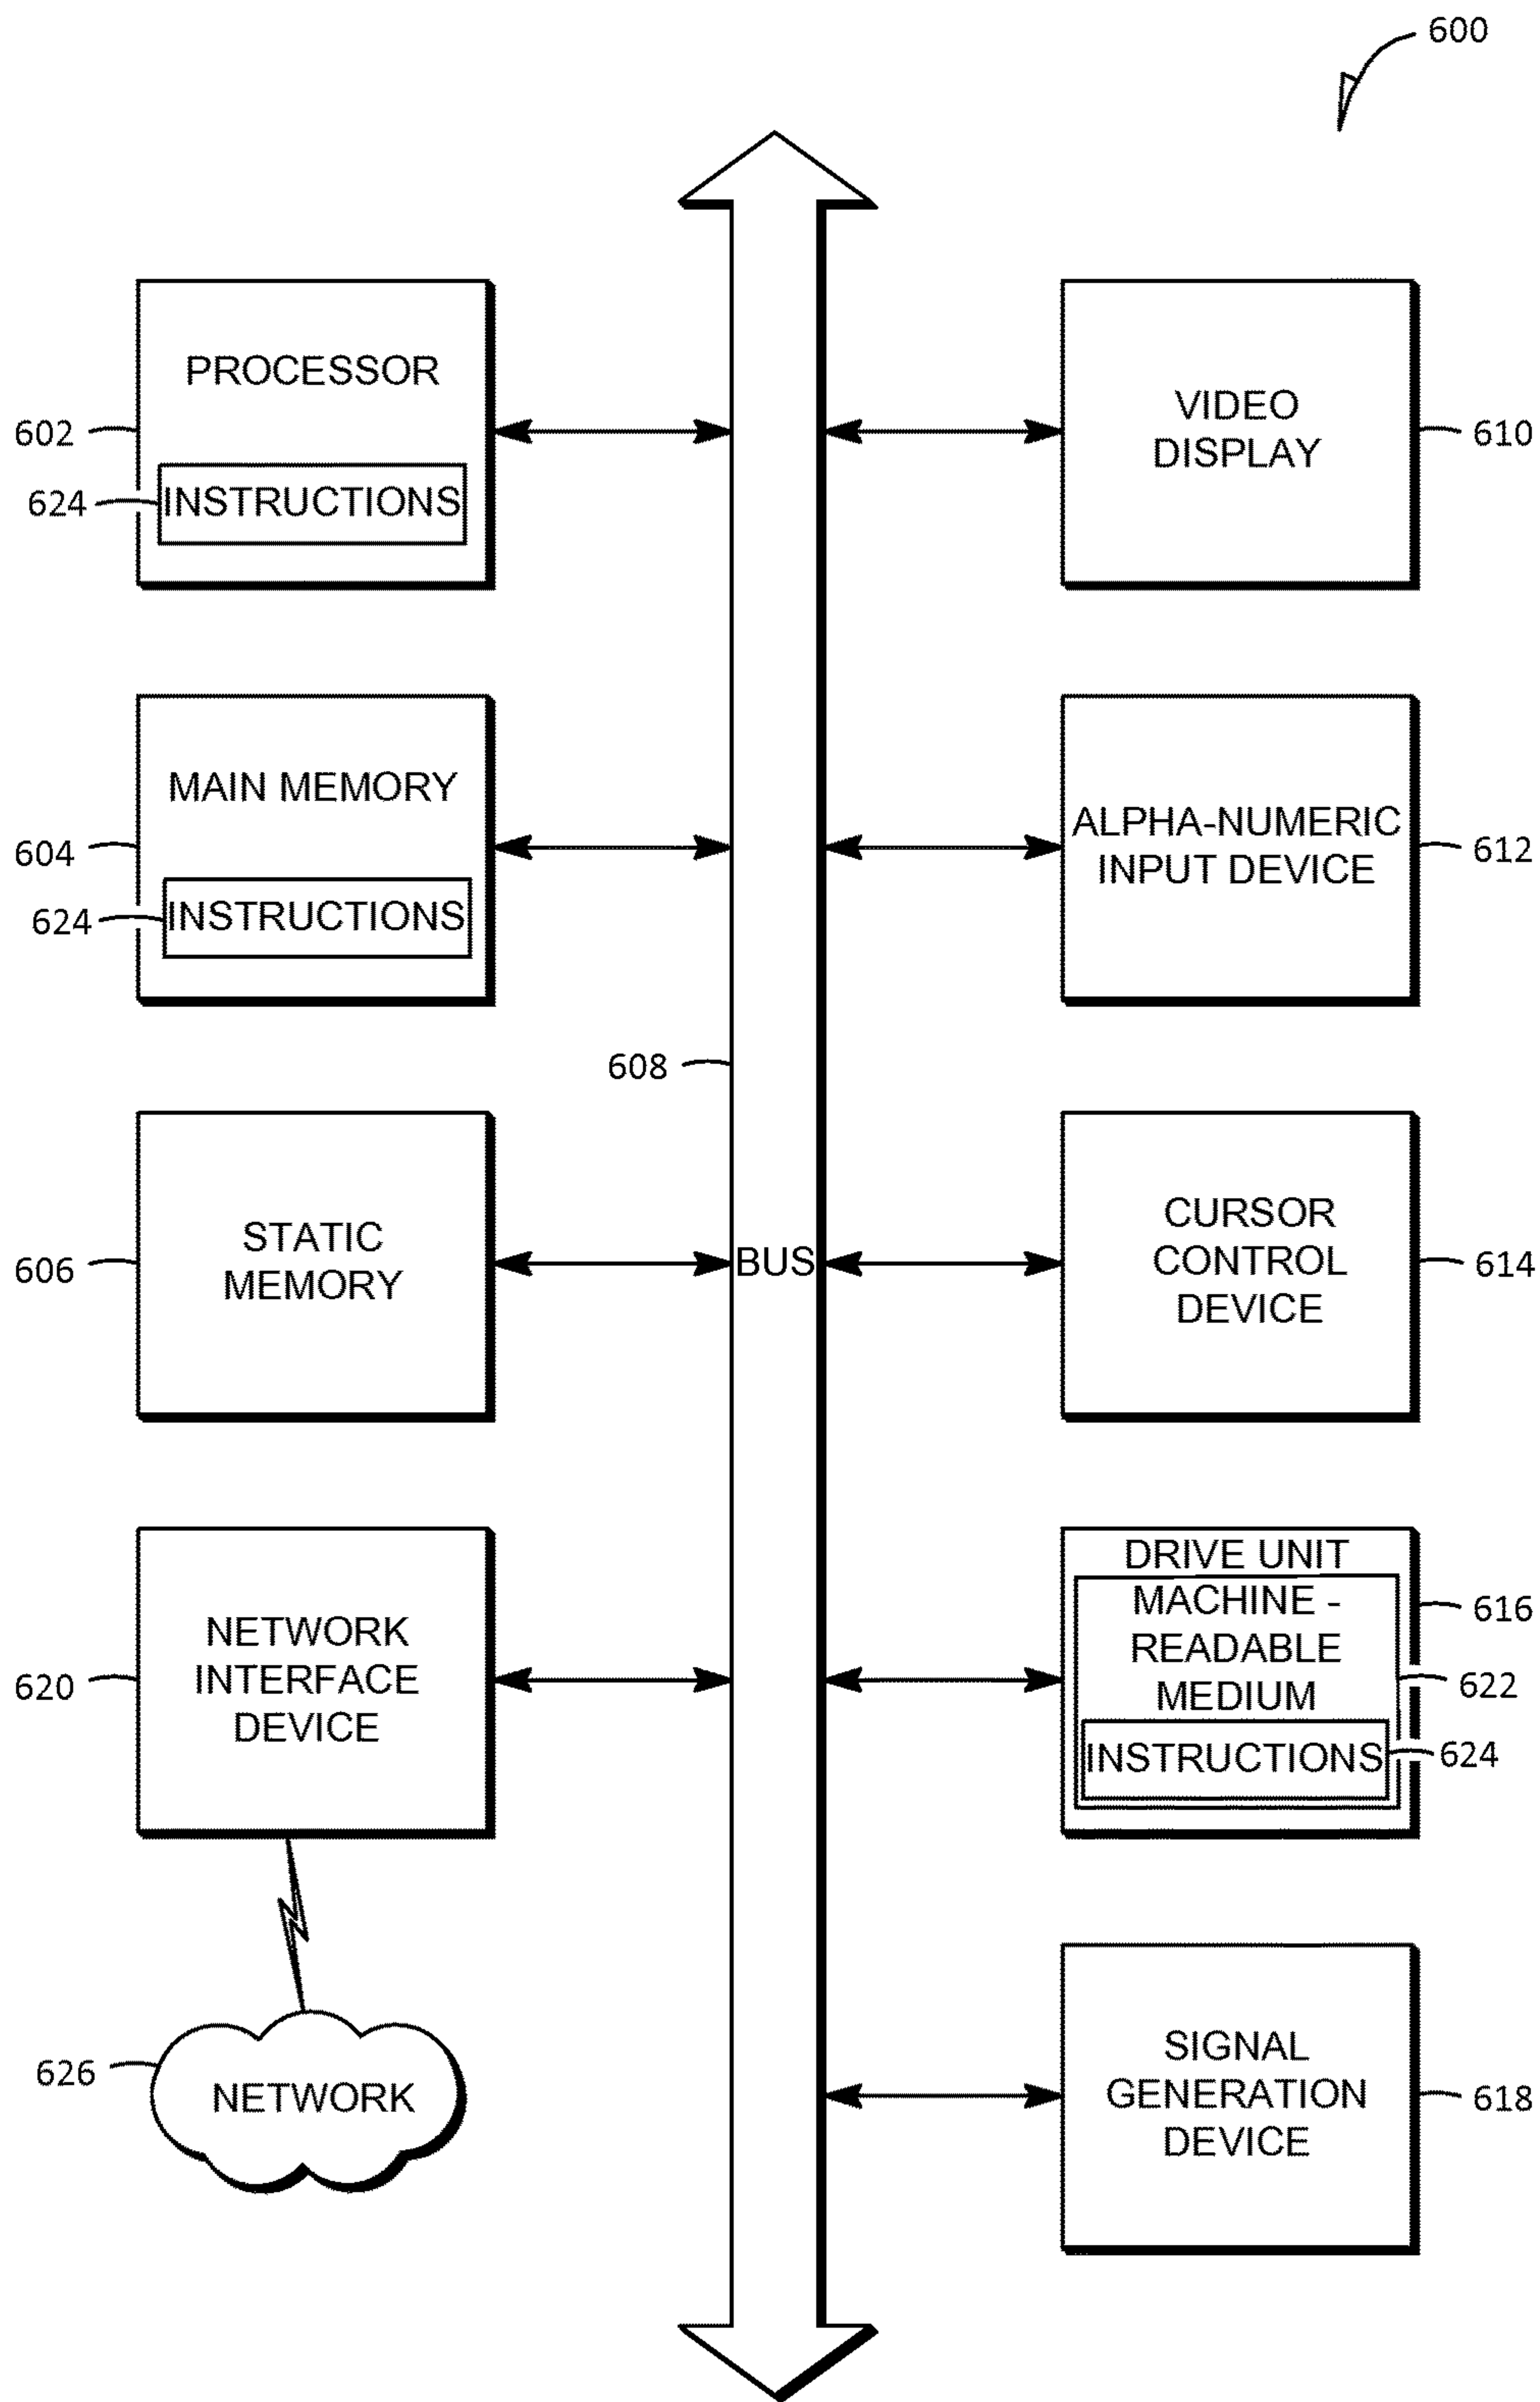 600
PROCESSOR
602
624
INSTRUCTIONS
VIDEO
DISPLAY
610
MAIN MEMORY
604
624
INSTRUCTIONS
ALPHA-NUMERIC
INPUT DEVICE
612
608
STATIC
MEMORY
606
BUS
CURSOR
CONTROL
DEVICE
614
NETWORK
INTERFACE
DEVICE
620
DRIVE UNIT
MACHINE -
READABLE
MEDIUM
INSTRUCTIONS
616
622
624
626
NETWORK
SIGNAL
GENERATION
DEVICE
618